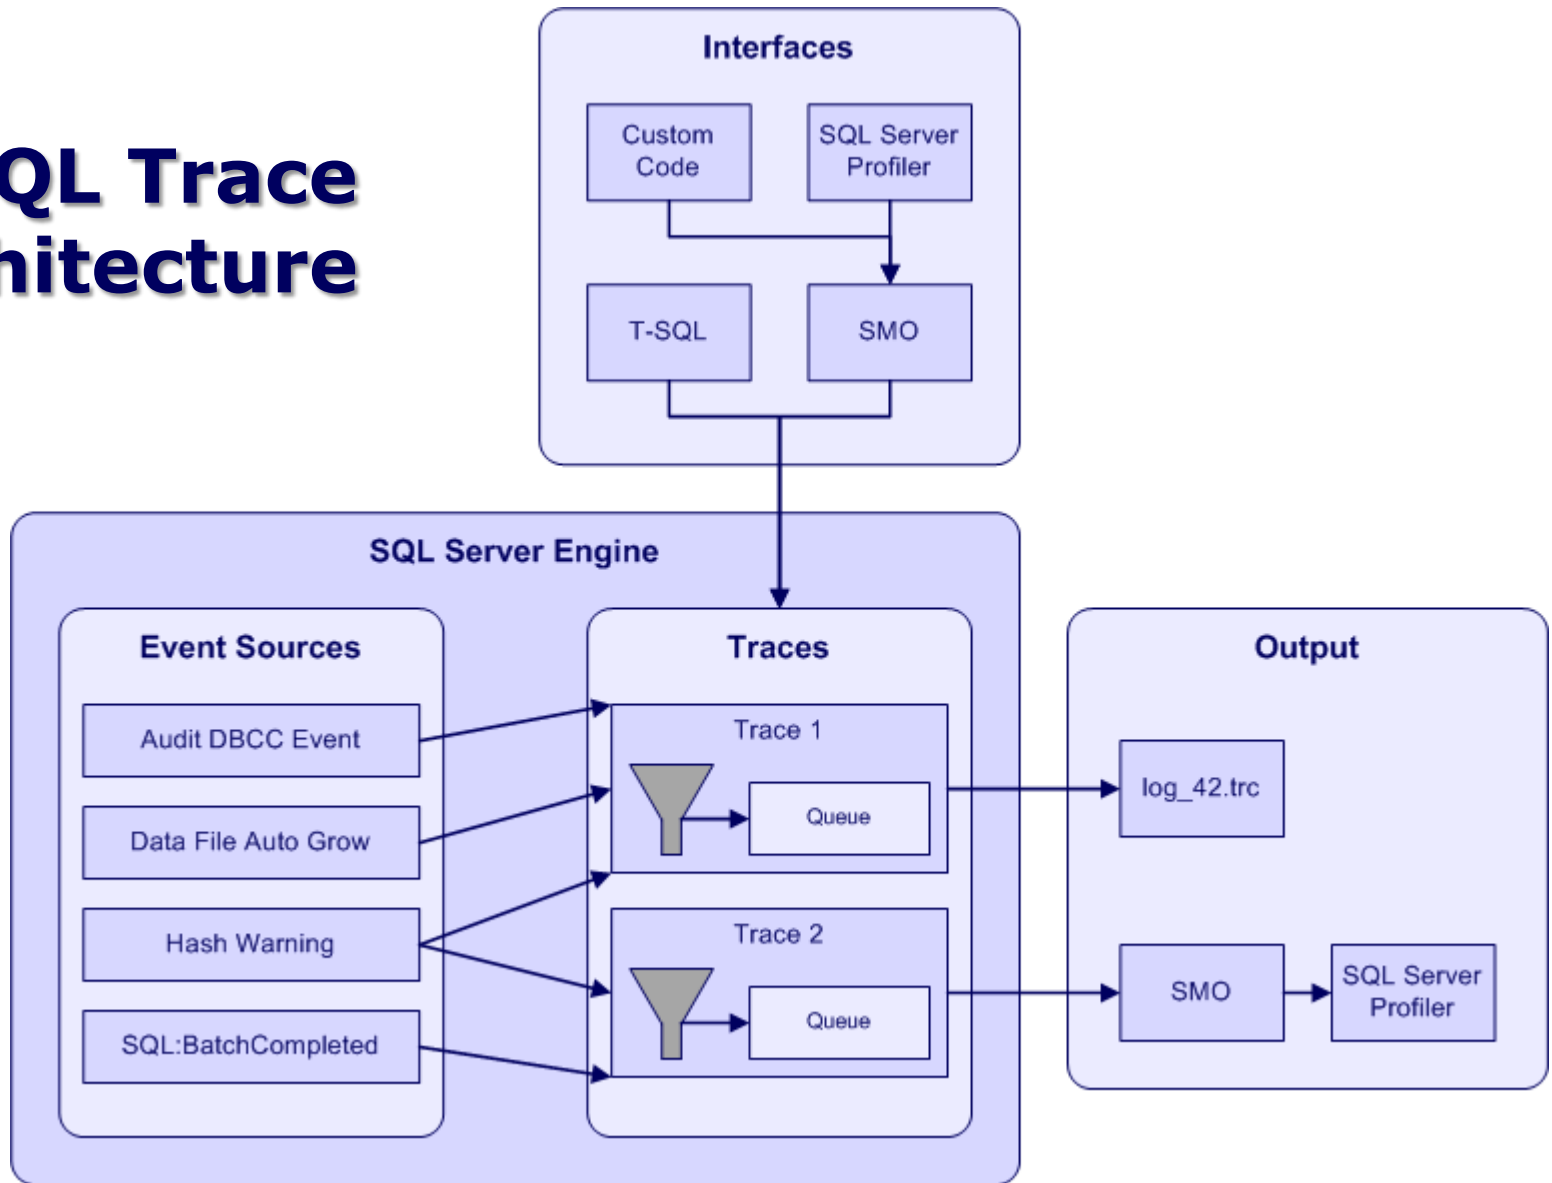 QL Trace
hitecture
Interfaces
Custom
Code
SQL Server
Profiler
T-SQL
SMO
SQL Server Engine
Event Sources
Audit DBCC Event
Data File Auto Grow
Hash Warning
SQL:BatchCompleted
Traces
Trace 1
Queue
Trace 2
Queue
Output
log_42.trc
SMO
SQL Server
Profiler